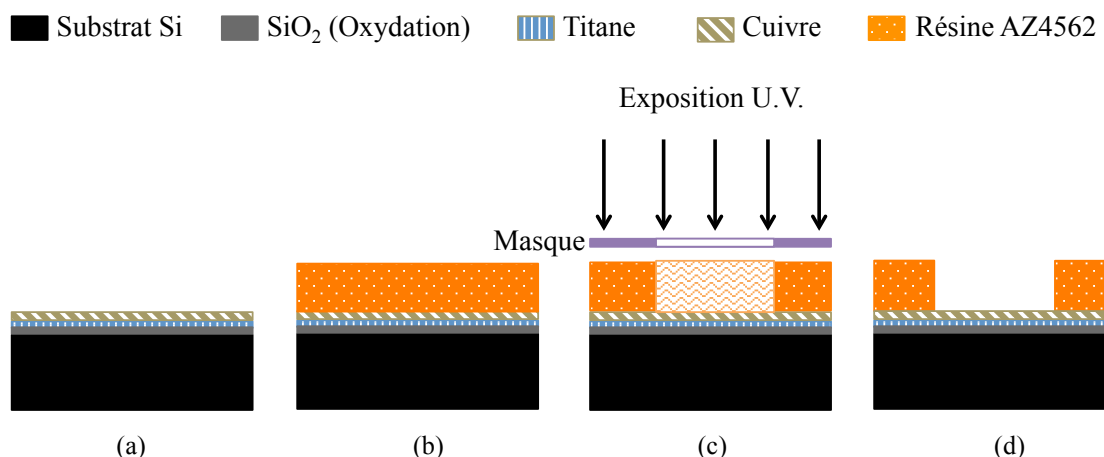 Substrat Si SiO2 (Oxydation) Titane Cuivre Résine AZ4562
Exposition U.V.
Masque
(a) (b) (c) (d)